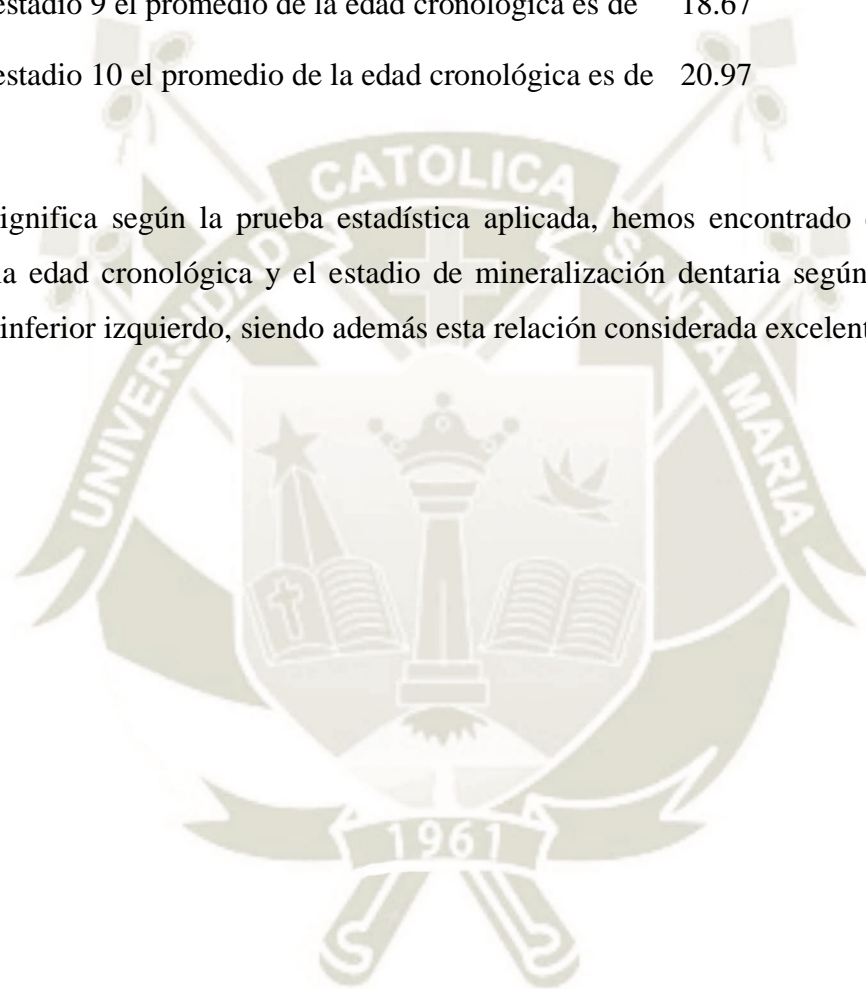 estadio 9 el promedio de la edad cronológica es de 18.67
estadio 10 el promedio de la edad cronológica es de 20.97
ignifica según la prueba estadística aplicada, hemos encontrado
la edad cronológica y el estadio de mineralización dentaria según
inferior izquierdo, siendo además esta relación considerada
UNIVERSIDAD CATOLICA SANTA MARIA
1961